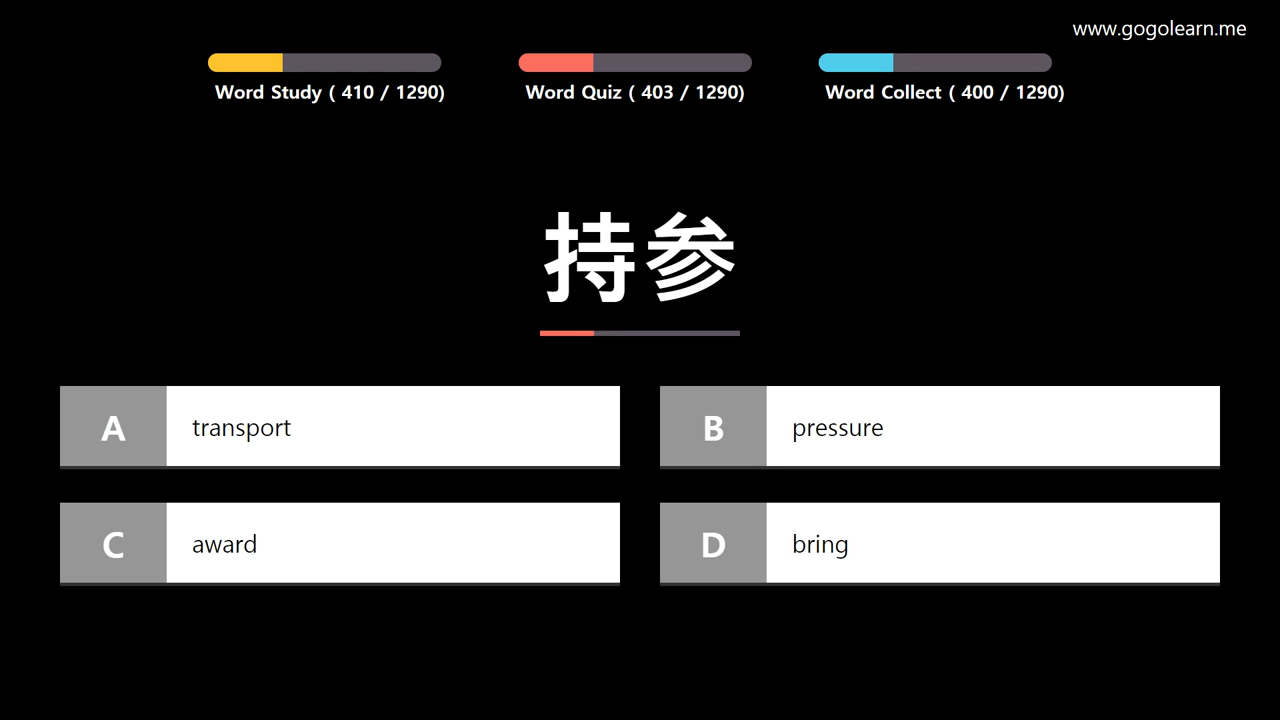 www.gogolearn.me
Word Study ( 410 / 1290)
Word Quiz ( 403 / 1290)
Word Collect ( 400 / 1290)
持参
A transport
B pressure
C award
D bring